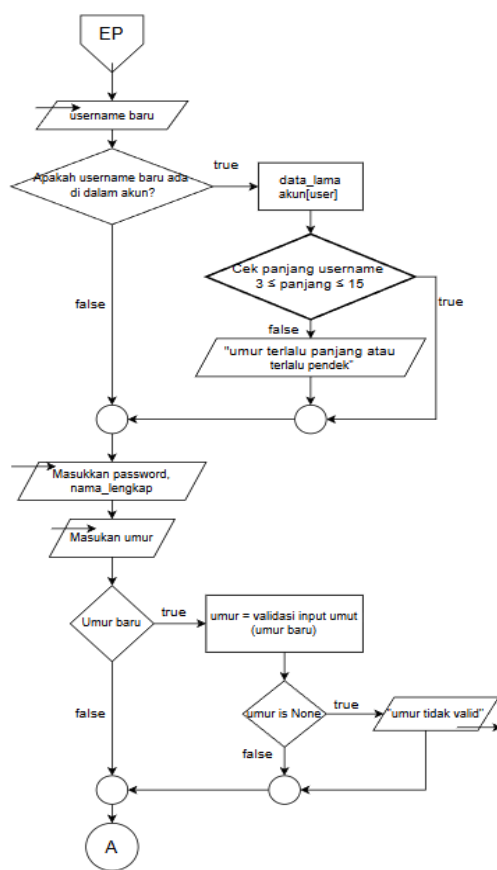 EP
username baru
Apakah username baru ada
di dalam akun?
true
data_lama
akun[user]
Cek panjang username
3 ≤ panjang ≤ 15
false
true
false
"umur terlalu panjang atau
terlalu pendek"
Masukkan password,
nama_lengkap
Masukan umur
Umur baru
true
umur = validasi input umut
(umur baru)
false
umur is None
true
"umur tidak valid"
false
A